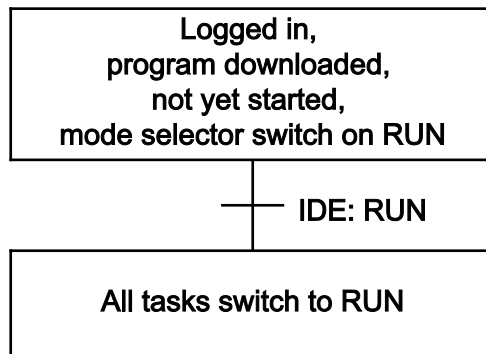 Logged in,
program downloaded,
not yet started,
mode selector switch on RUN
IDE: RUN
All tasks switch to RUN